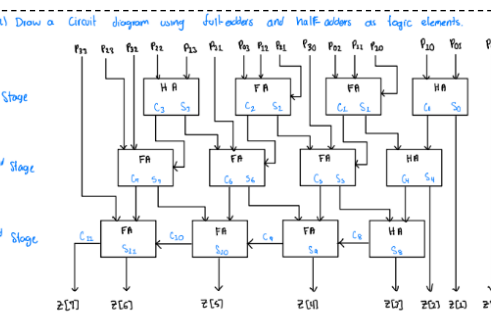 ) Draw a Circuit diagram using full-adders and half adders as logic elements.
P33 P23 P32 P22 P13 P31 P03 P12 P21 P30 P02 P11 P20 P10 P01 P
Stage
HA FA FA HA
C3 S3 C2 S2 C1 S1 C0 S0
Stage
FA FA FA HA
C7 S7 C6 S6 C5 S5 C4 S4
Stage
FA FA FA HA
C11 C10 C9 C8
S11 S10 S9 S8
Z[7] Z[6] Z[5] Z[4] Z[3] Z[2] Z[1] Z